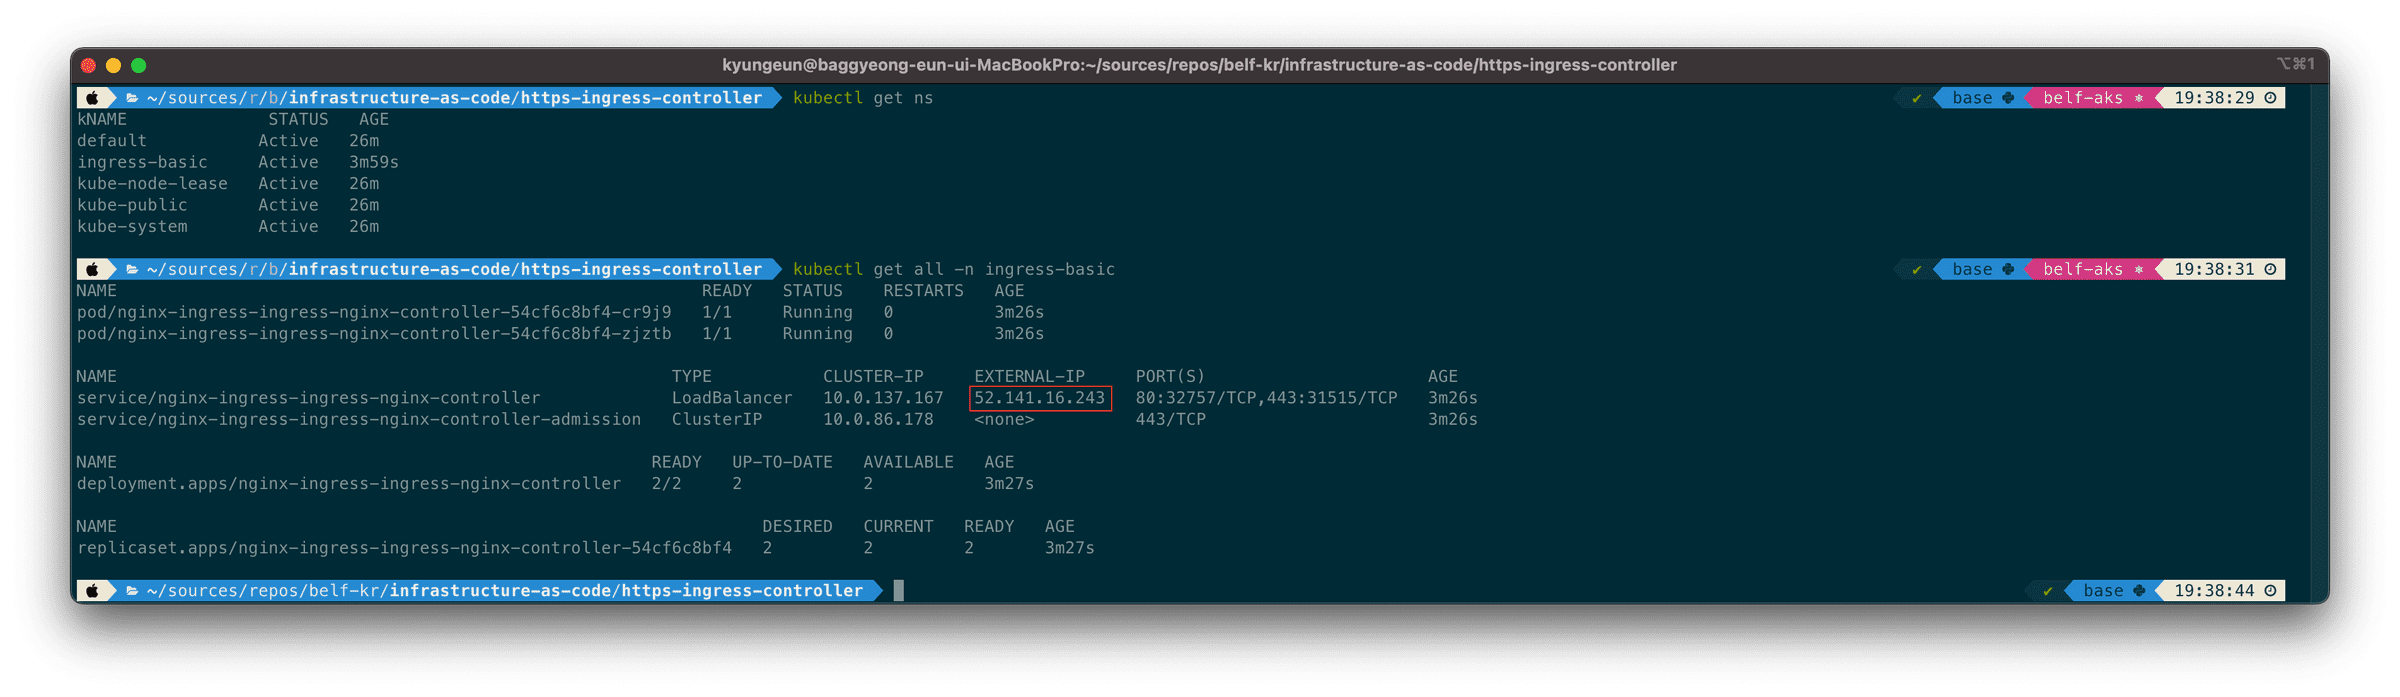 kyungeun@baggyeong-eun-ui-MacBookPro:~/sources/repos/belf-kr/infrastructure-as-code/https-ingress-controller ⌥⌘1
~/sources/r/b/infrastructure-as-code/https-ingress-controller kubectl get ns ✔ base belf-aks ⎈ 19:38:29
kNAME STATUS AGE
default Active 26m
ingress-basic Active 3m59s
kube-node-lease Active 26m
kube-public Active 26m
kube-system Active 26m
~/sources/r/b/infrastructure-as-code/https-ingress-controller kubectl get all -n ingress-basic ✔ base belf-aks ⎈ 19:38:31
NAME READY STATUS RESTARTS AGE
pod/nginx-ingress-ingress-nginx-controller-54cf6c8bf4-cr9j9 1/1 Running 0 3m26s
pod/nginx-ingress-ingress-nginx-controller-54cf6c8bf4-zjztb 1/1 Running 0 3m26s
NAME TYPE CLUSTER-IP EXTERNAL-IP PORT(S) AGE
service/nginx-ingress-ingress-nginx-controller LoadBalancer 10.0.137.167 52.141.16.243 80:32757/TCP,443:31515/TCP 3m26s
service/nginx-ingress-ingress-nginx-controller-admission ClusterIP 10.0.86.178 <none> 443/TCP 3m26s
NAME READY UP-TO-DATE AVAILABLE AGE
deployment.apps/nginx-ingress-ingress-nginx-controller 2/2 2 2 3m27s
NAME DESIRED CURRENT READY AGE
replicaset.apps/nginx-ingress-ingress-nginx-controller-54cf6c8bf4 2 2 2 3m27s
~/sources/repos/belf-kr/infrastructure-as-code/https-ingress-controller ✔ base 19:38:44